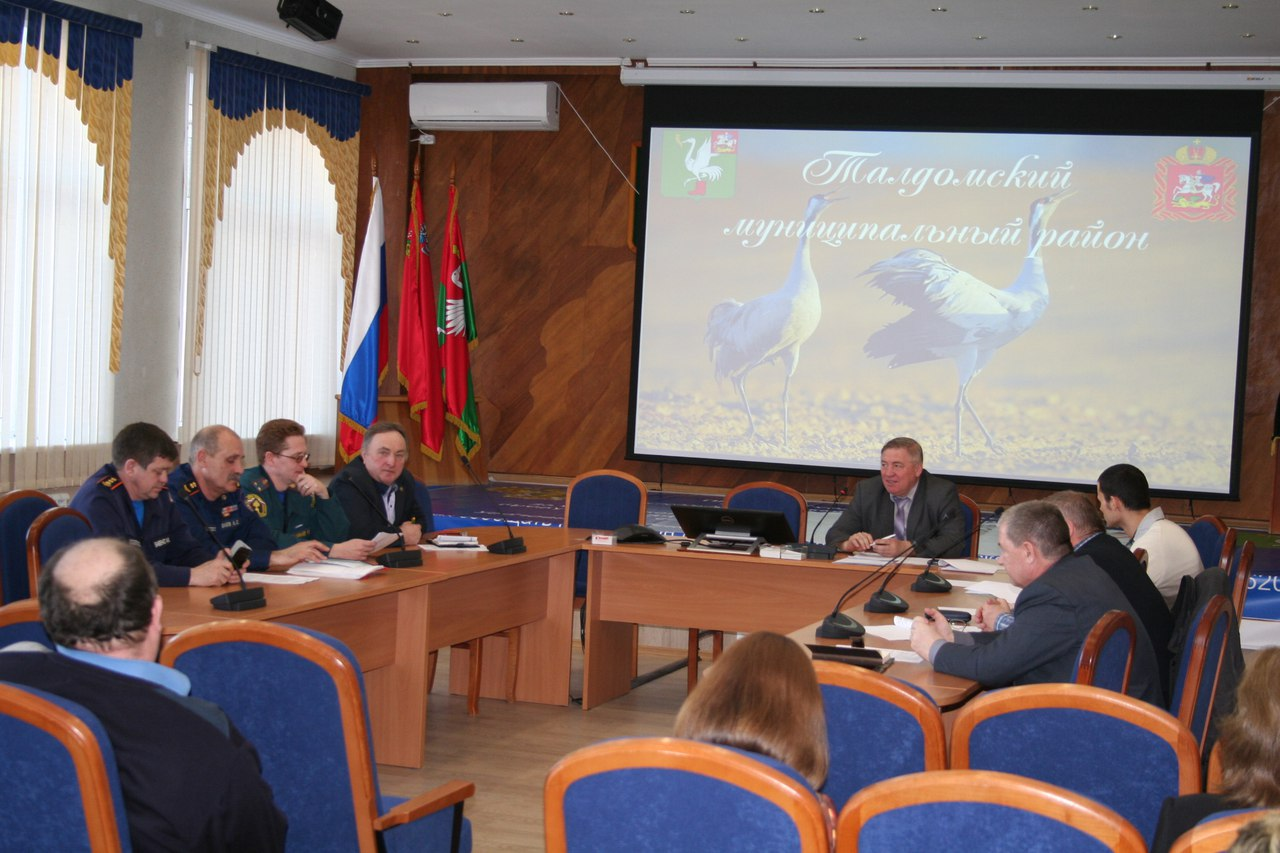 Талдомский
муниципальный район